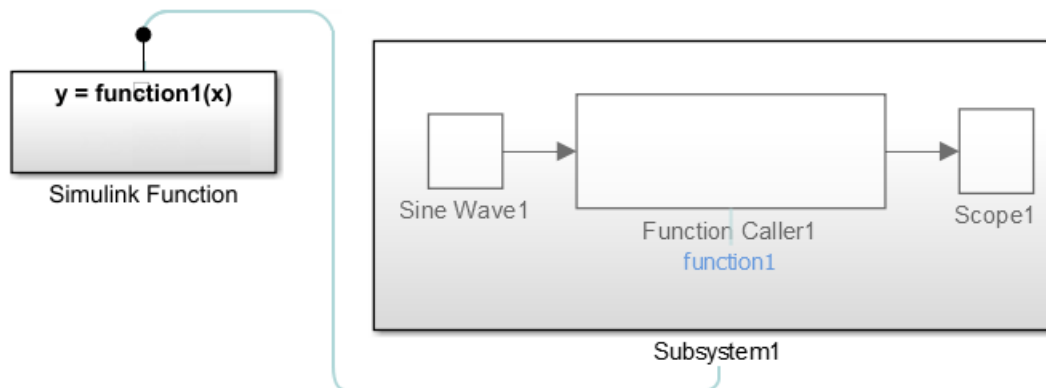 y = function1(x)
Simulink Function
Sine Wave1
Function Caller1
function1
Scope1
Subsystem1